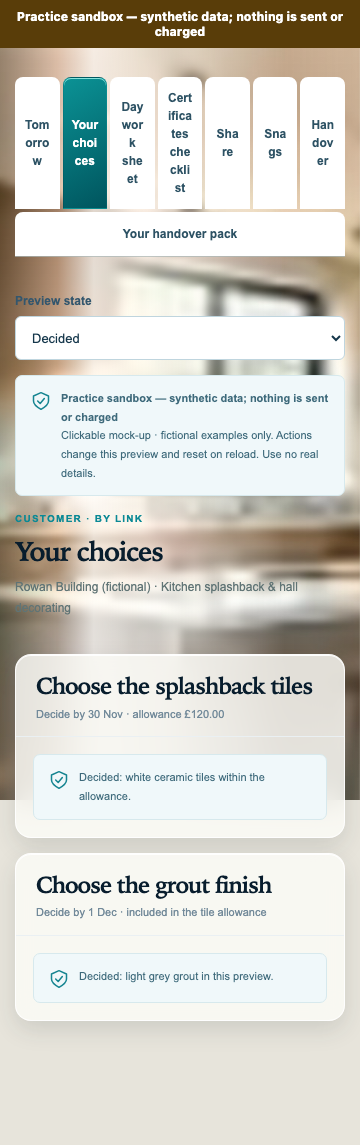 Practice sandbox — synthetic data; nothing is sent or
charged
Tom
orro
w
Your
choi
ces
Day
wor
k
she
et
Cert
ifica
tes
che
ckli
st
Sha
re
Sna
gs
Han
dov
er
Your handover pack
Preview state
Decided
Practice sandbox — synthetic data; nothing is sent
or charged
Clickable mock-up · fictional examples only. Actions
change this preview and reset on reload. Use no real
details.
CUSTOMER · BY LINK
Your choices
Rowan Building (fictional) · Kitchen splashback & hall
decorating
Choose the splashback tiles
Decide by 30 Nov · allowance £120.00
Decided: white ceramic tiles within the
allowance.
Choose the grout finish
Decide by 1 Dec · included in the tile allowance
Decided: light grey grout in this preview.